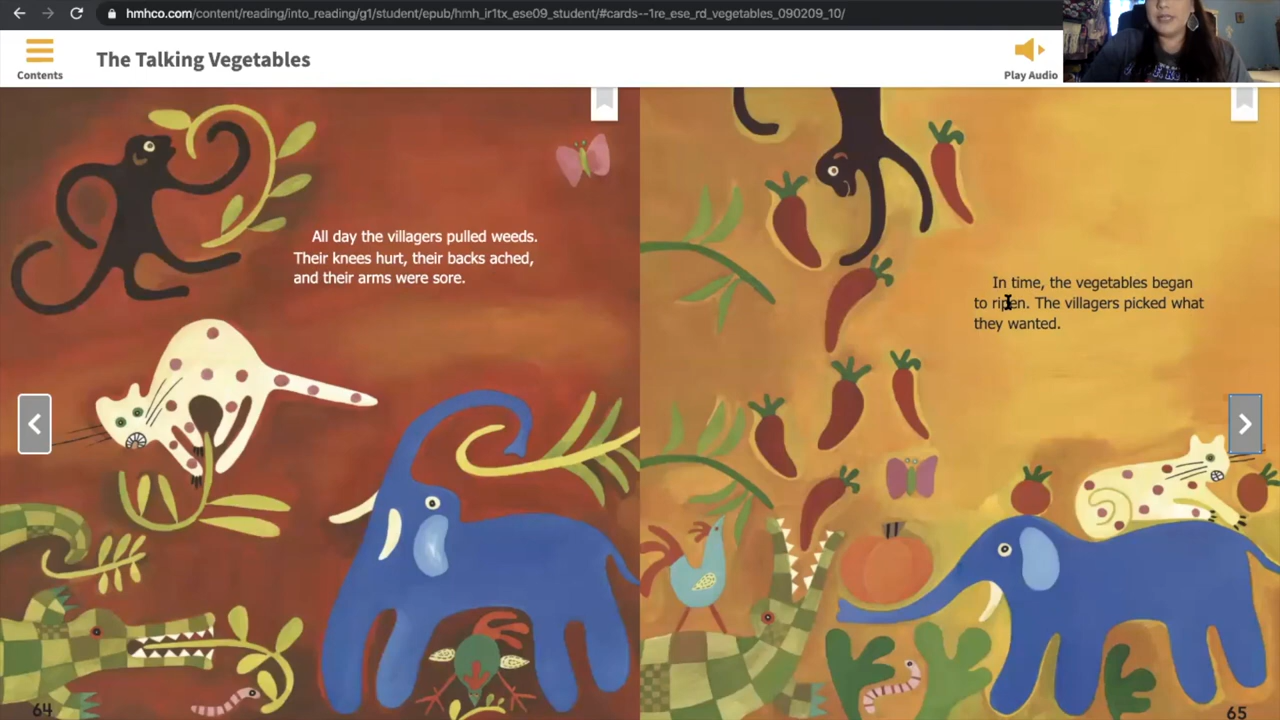 hmhco.com/content/reading/into_reading/g1/student/epub/hmh_ir1tx_ese09_student/#cards--1re_ese_rd_vegetables_090209_10/
Contents
The Talking Vegetables
Play Audio
All day the villagers pulled weeds.
Their knees hurt, their backs ached,
and their arms were sore.
In time, the vegetables began
to ripen. The villagers picked what
they wanted.
64
65